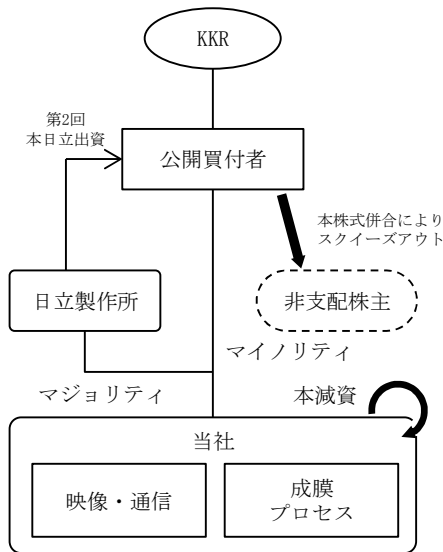 KKR
第2回
本日立出資
公開買付者
本株式併合により
スクイーズアウト
日立製作所
非支配株主
マイノリティ
マジョリティ
本減資
当社
映像・通信
成膜
プロセス